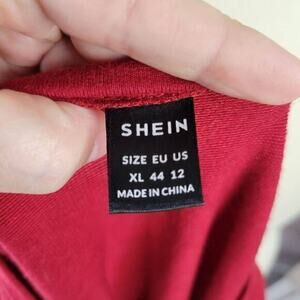 SHEIN
SIZE EU US
XL 44 12
MADE IN CHINA